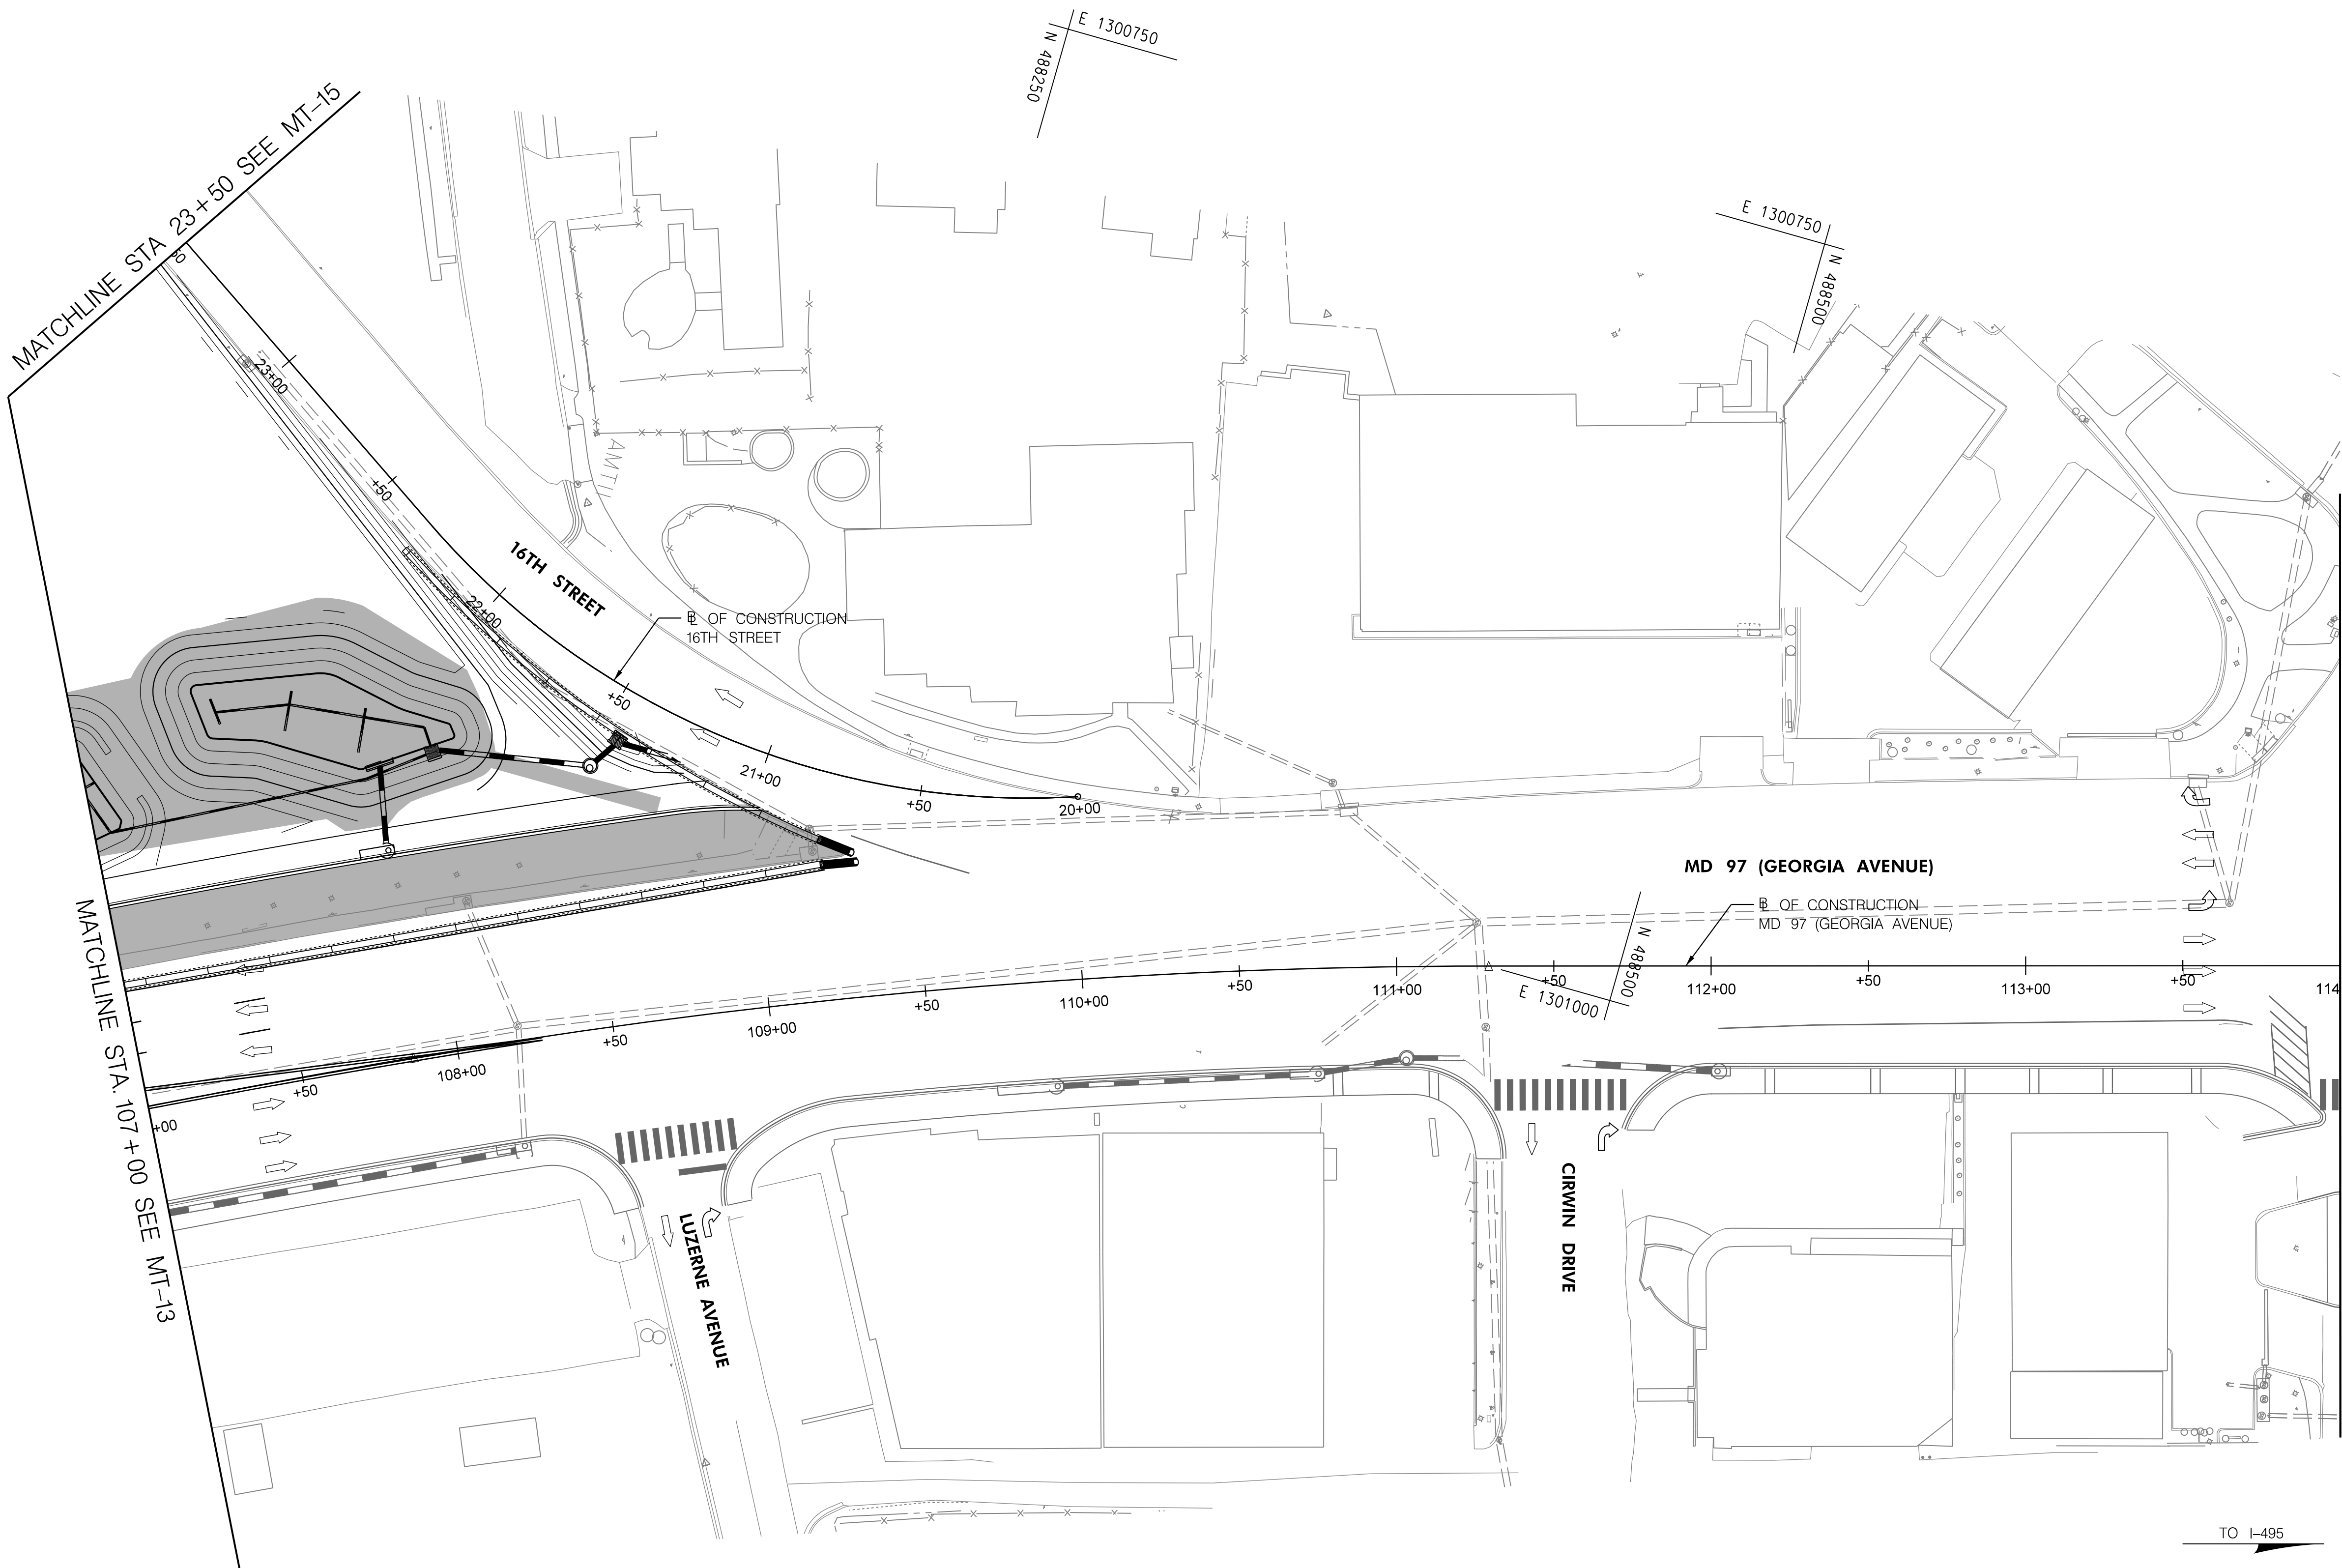 E 1300750
N 488250
MATCHLINE STA 23+50 SEE MT-15
E 1300750
N 488500
50
23+00
+50
22+00
16TH STREET
BL OF CONSTRUCTION
16TH STREET
+50
21+00
+50
20+00
MD 97 (GEORGIA AVENUE)
BL OF CONSTRUCTION
MD 97 (GEORGIA AVENUE)
N 488500
E 1301000
MATCHLINE STA. 107+00 SEE MT-13
+00
+50
108+00
+50
109+00
+50
110+00
+50
111+00
+50
112+00
+50
113+00
+50
114
LUZERNE AVENUE
CIRWIN DRIVE
TO I-495